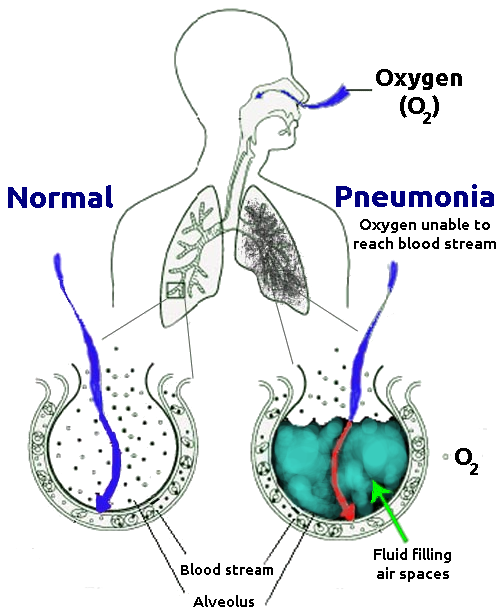 Oxygen
(O2)
Normal
Pneumonia
Oxygen unable to
reach blood stream
O2
Fluid filling
air spaces
Blood stream
Alveolus